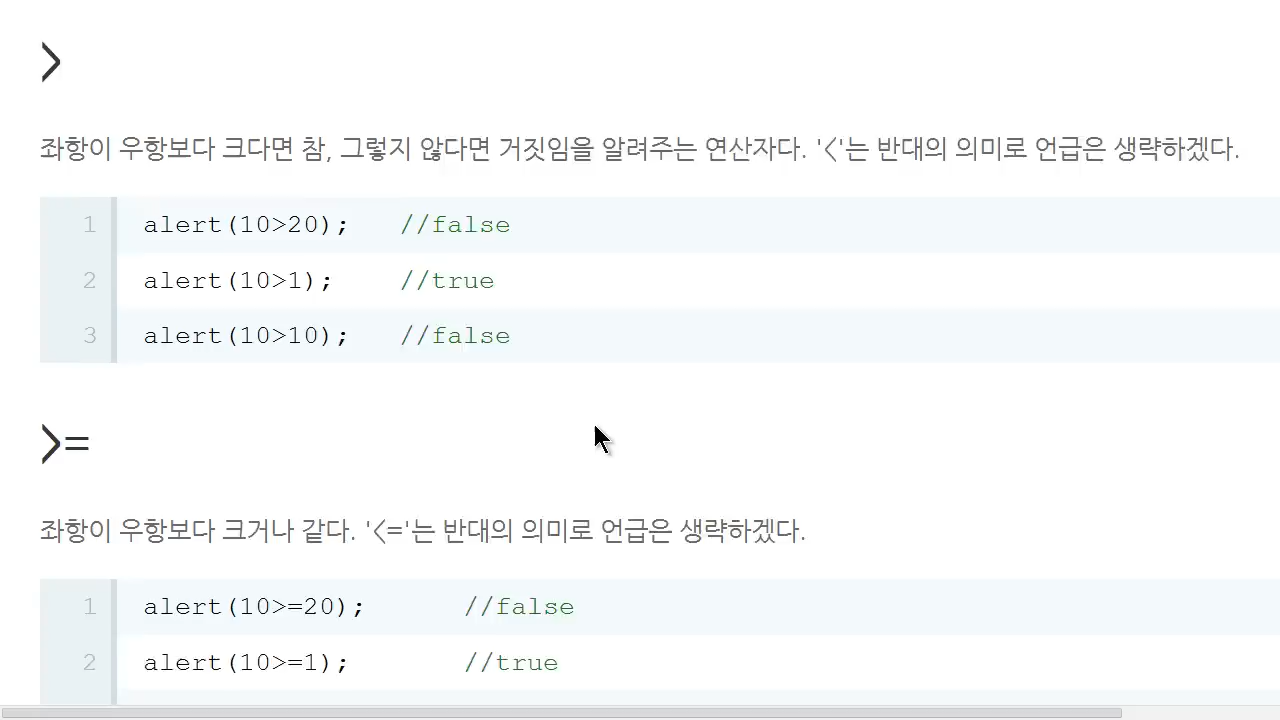 >
좌항이 우항보다 크다면 참, 그렇지 않다면 거짓임을 알려주는 연산자다. '<'는 반대의 의미로 언급은 생략하겠다.
1 alert(10>20); //false
2 alert(10>1); //true
3 alert(10>10); //false
>=
좌항이 우항보다 크거나 같다. '<='는 반대의 의미로 언급은 생략하겠다.
1 alert(10>=20); //false
2 alert(10>=1); //true